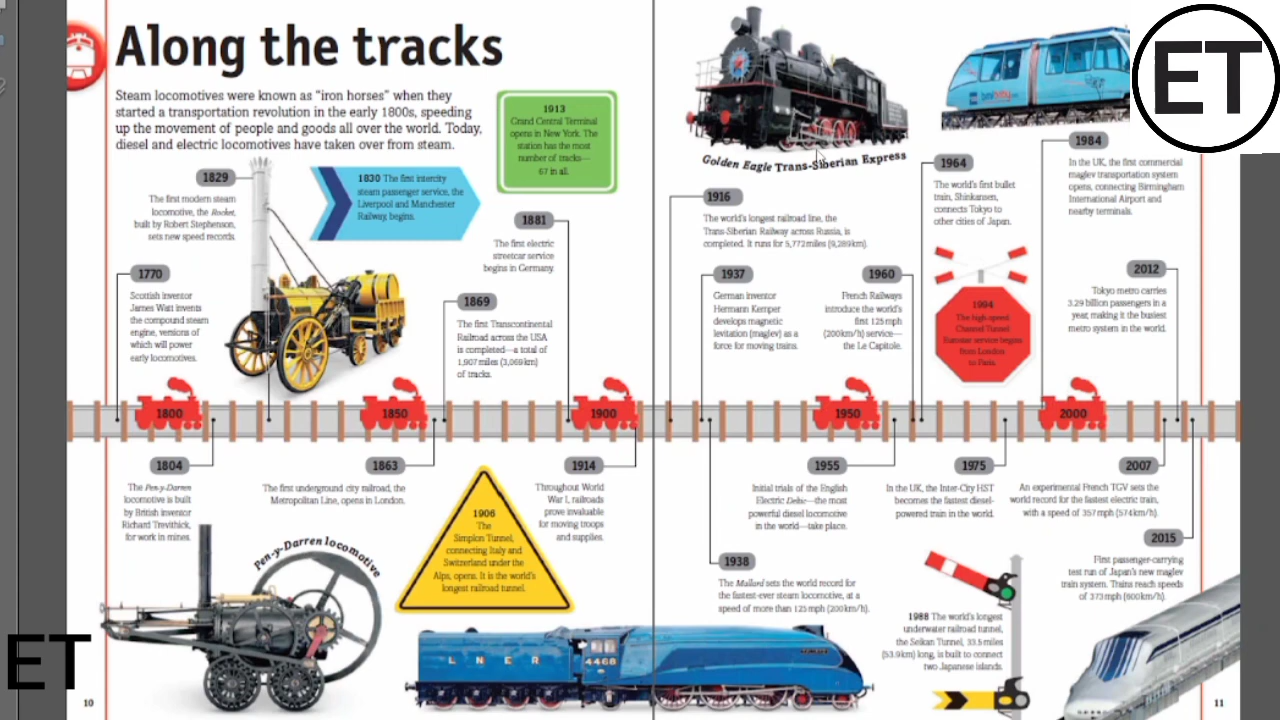 Along the tracks
Steam locomotives were known as “iron horses” when they
started a transportation revolution in the early 1800s, speeding
up the movement of people and goods all over the world. Today,
diesel and electric locomotives have taken over from steam.
1913
Grand Central Terminal
opens in New York. The
station has the most
number of tracks—
67 in all.
1829
The first modern steam
locomotive, the Rocket,
built by Robert Stephenson,
sets new speed records.
1830 The first intercity
steam passenger service, the
Liverpool and Manchester
Railway, begins.
1881
The first electric
streetcar service
begins in Germany.
1770
Scottish inventor
James Watt invents
the compound steam
engine, versions of
which will power
early locomotives.
1869
The first Transcontinental
Railroad across the USA
is completed—a total of
1,907 miles (3,069km)
of tracks.
1800
1850
1900
1804
The Pen-y-Darren
locomotive is built
by British inventor
Richard Trevithick,
for work in mines.
1863
The first underground city railroad, the
Metropolitan Line, opens in London.
1906
The
Simplon Tunnel,
connecting Italy and
Switzerland under the
Alps, opens. It is the world's
longest railroad tunnel.
1914
Throughout World
War I, railroads
prove invaluable
for moving troops
and supplies.
Pen-y-Darren locomotive
ET
10
Golden Eagle Trans-Siberian Express
ET
1916
The world's longest railroad line, the
Trans-Siberian Railway across Russia, is
completed. It runs for 5,772 miles (9,289km).
1964
The world's first bullet
train, Shinkansen,
connects Tokyo to
other cities of Japan.
1984
In the UK, the first commercial
maglev transportation system
opens, connecting Birmingham
International Airport and
nearby terminals.
1937
German inventor
Hermann Kemper
develops magnetic
levitation (maglev) as a
force for moving trains.
1960
French Railways
introduce the world's
first 125 mph
(200km/h) service—
the Le Capitole.
1994
The high-speed
Channel Tunnel
Eurostar service begins
from London
to Paris.
2012
Tokyo metro carries
3.29 billion passengers in a
year, making it the busiest
metro system in the world.
1950
2000
1955
Initial trials of the English
Electric Deltic—the most
powerful diesel locomotive
in the world—take place.
1975
In the UK, the Inter-City HST
becomes the fastest diesel-
powered train in the world.
2007
An experimental French TGV sets the
world record for the fastest electric train,
with a speed of 357 mph (574km/h).
1938
The Mallard sets the world record for
the fastest-ever steam locomotive, at a
speed of more than 125 mph (200km/h).
1988 The world's longest
underwater railroad tunnel,
the Seikan Tunnel, 33.5 miles
(53.9km) long, is built to connect
two Japanese islands.
2015
First passenger-carrying
test run of Japan's new maglev
train system. Trains reach speeds
of 373 mph (600km/h).
L N E R 4468
11